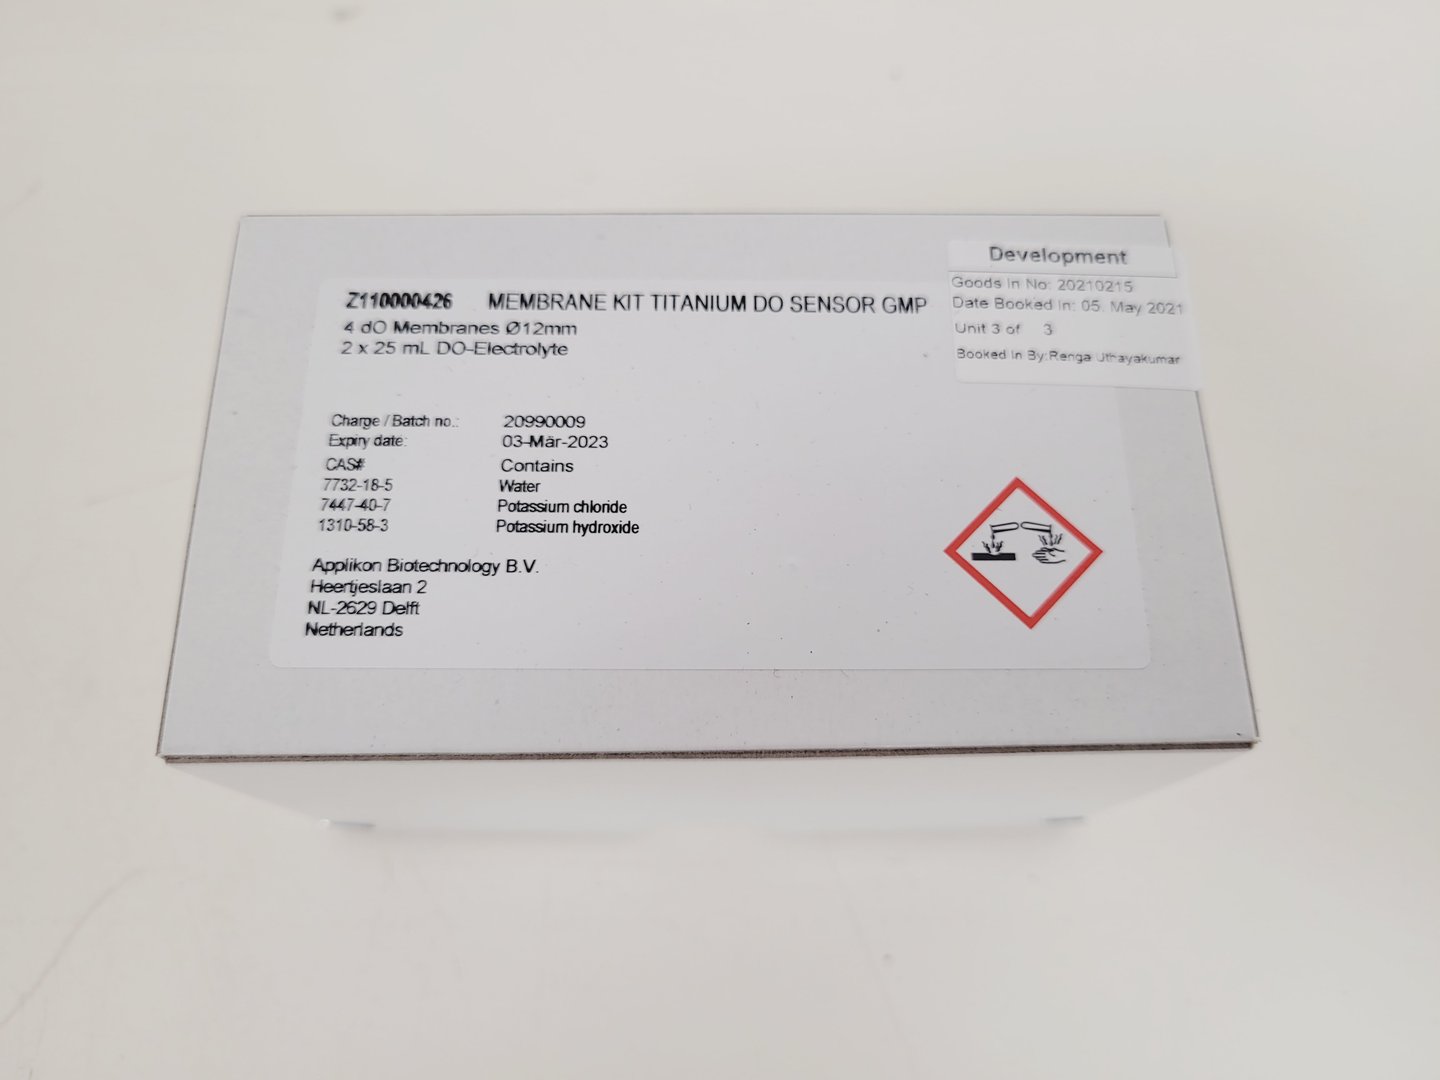 Z110000426 MEMBRANE KIT TITANIUM DO SENSOR GMP
4 dO Membranes Ø12mm
2 x 25 mL DO-Electrolyte
Charge / Batch no.: 20990009
Expiry date: 03-Mär-2023
CAS# Contains
7732-18-5 Water
7447-40-7 Potassium chloride
1310-58-3 Potassium hydroxide
Applikon Biotechnology B.V.
Heertjeslaan 2
NL-2629 Delft
Netherlands
Development
Goods In No: 20210215
Date Booked In: 05. May 2021
Unit 3 of 3
Booked In By:Renga Uthayakumar